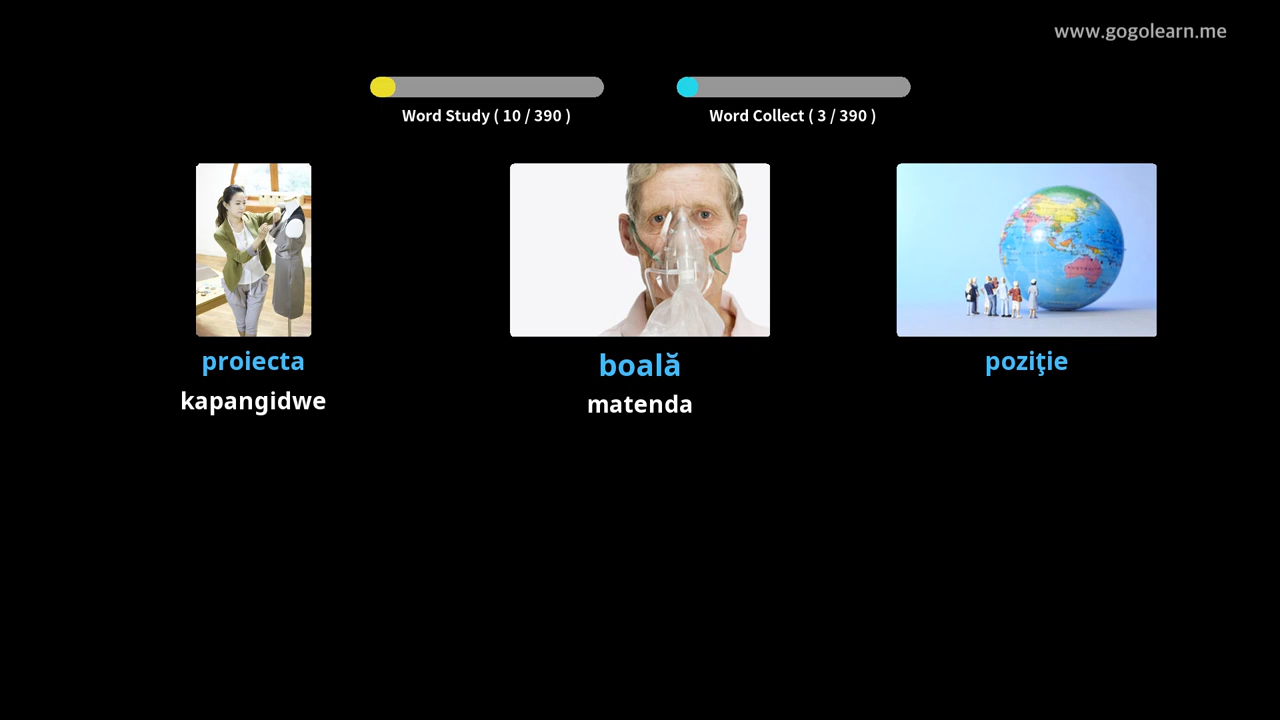 www.gogolearn.me
Word Study ( 10 / 390 )
Word Collect ( 3 / 390 )
proiecta
kapangidwe
boală
matenda
poziţie